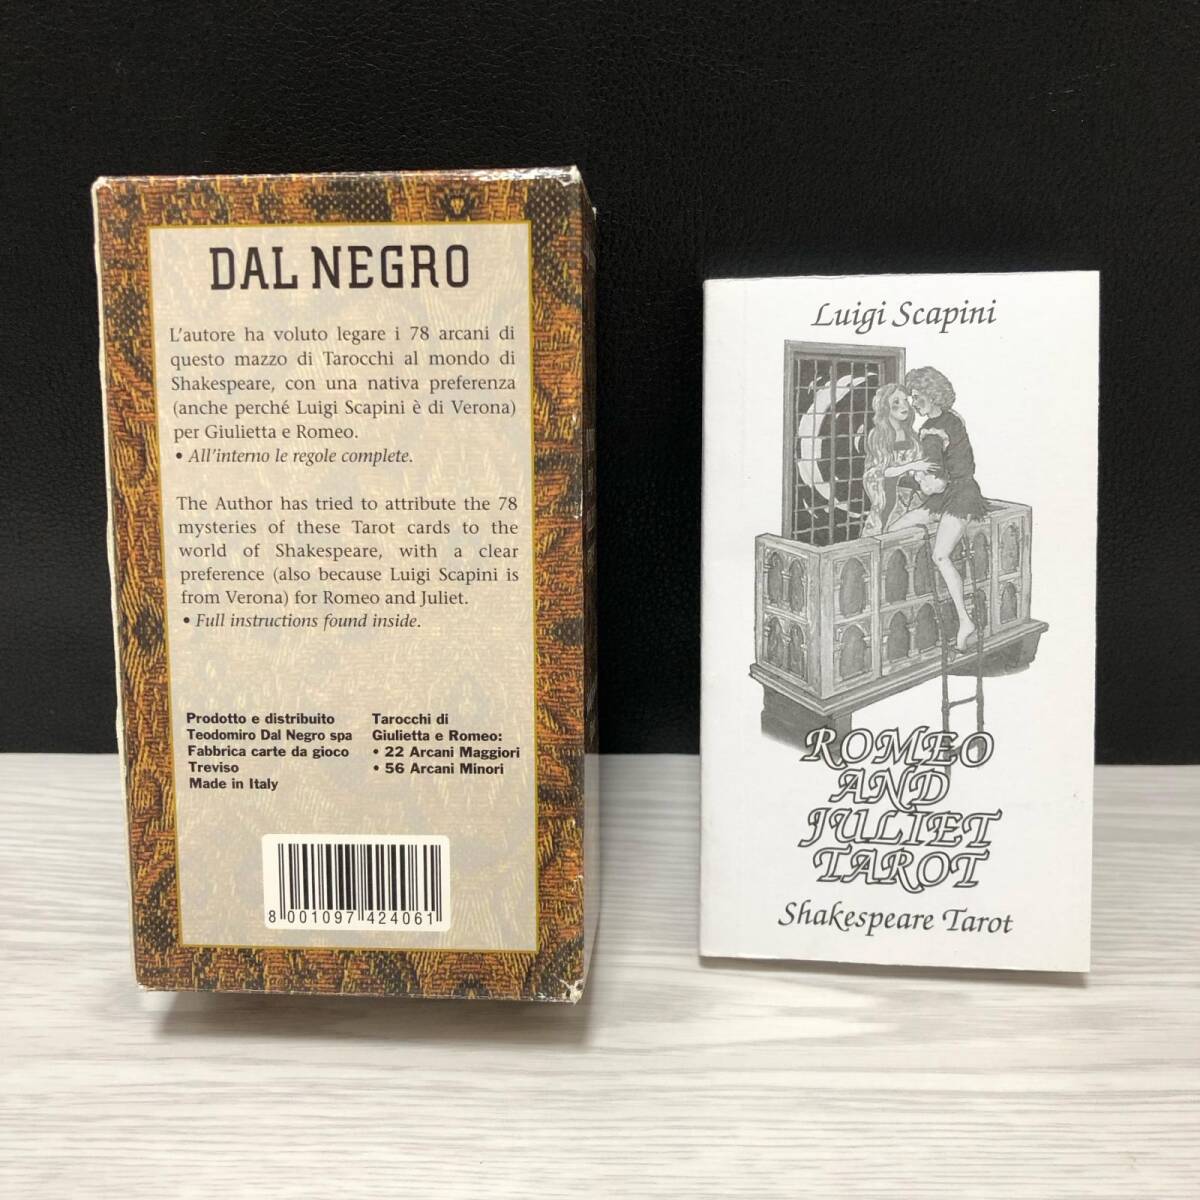 DAL NEGRO
L'autore ha voluto legare i 78 arcani di
questo mazzo di Tarocchi al mondo di
Shakespeare, con una nativa preferenza
(anche perché Luigi Scapini è di Verona)
per Giulietta e Romeo.
• All'interno le regole complete.
The Author has tried to attribute the 78
mysteries of these Tarot cards to the
world of Shakespeare, with a clear
preference (also because Luigi Scapini is
from Verona) for Romeo and Juliet.
• Full instructions found inside.
Prodotto e distribuito
Teodomiro Dal Negro spa
Fabbrica carte da gioco
Treviso
Made in Italy
Tarocchi di
Giulietta e Romeo:
• 22 Arcani Maggiori
• 56 Arcani Minori
8 001097 424061
Luigi Scapini
ROMEO
AND
JULIET
TAROT
Shakespeare Tarot